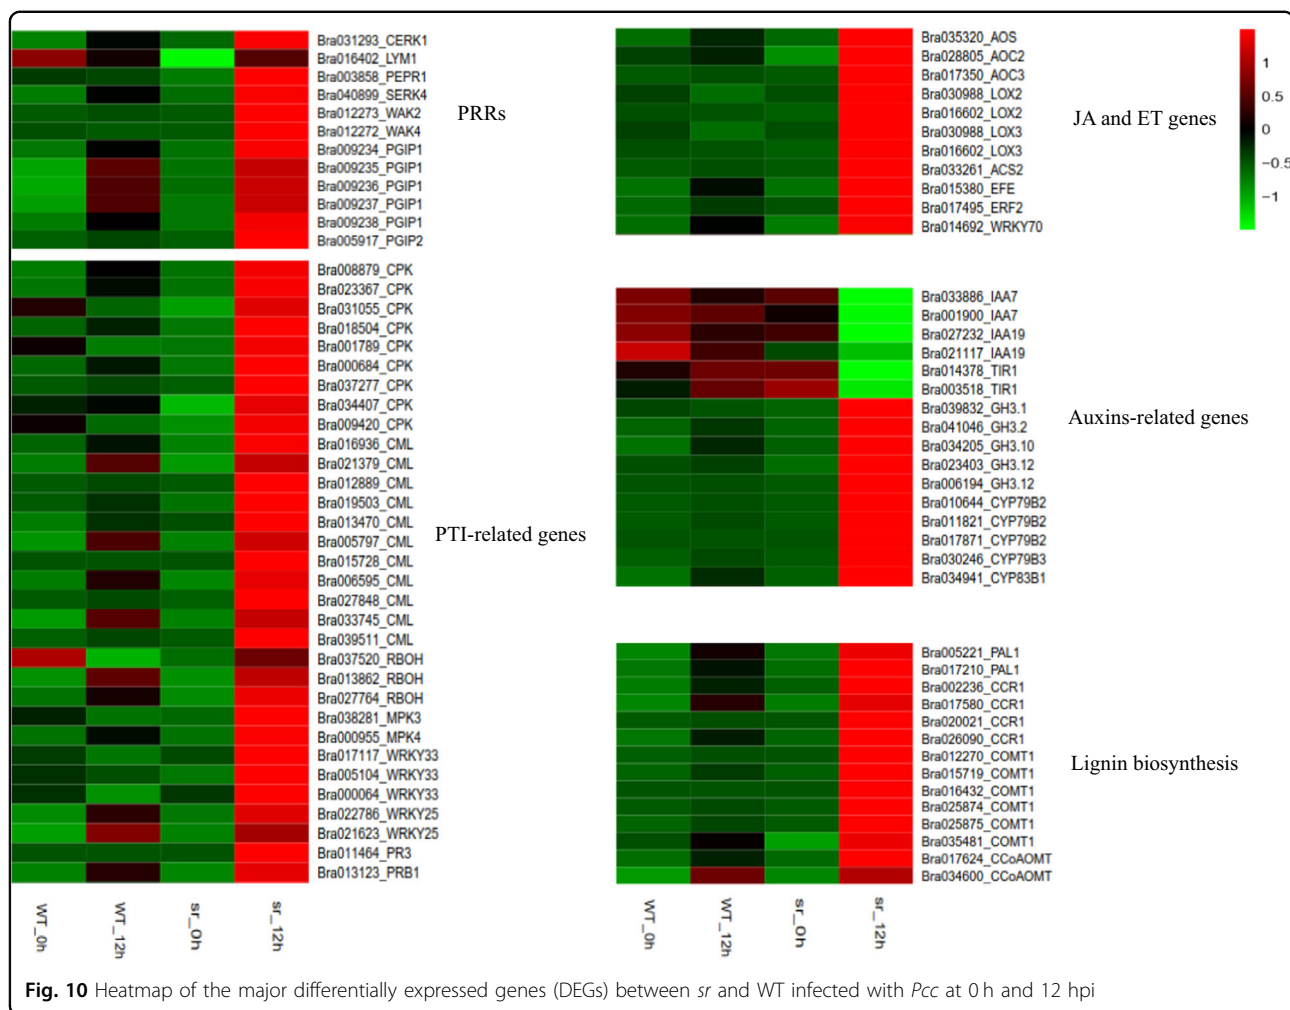 Bra031293_CERK1
Bra016402_LYM1
Bra003858_PEPR1
Bra040899_SERK4
Bra012273_WAK2
Bra012272_WAK4
Bra009234_PGIP1
Bra009235_PGIP1
Bra009236_PGIP1
Bra009237_PGIP1
Bra009238_PGIP1
Bra005917_PGIP2
PRRs
Bra008879_CPK
Bra023367_CPK
Bra031055_CPK
Bra018504_CPK
Bra001789_CPK
Bra000684_CPK
Bra037277_CPK
Bra034407_CPK
Bra009420_CPK
Bra016936_CML
Bra021379_CML
Bra012889_CML
Bra019503_CML
Bra013470_CML
Bra005797_CML
Bra015728_CML
Bra006595_CML
Bra027848_CML
Bra033745_CML
Bra039511_CML
Bra037520_RBOH
Bra013862_RBOH
Bra027764_RBOH
Bra038281_MPK3
Bra000955_MPK4
Bra017117_WRKY33
Bra005104_WRKY33
Bra000064_WRKY33
Bra022786_WRKY25
Bra021623_WRKY25
Bra011464_PR3
Bra013123_PRB1
PTI-related genes
WT_0h
WT_12h
sr_0h
sr_12h
Bra035320_AOS
Bra028805_AOC2
Bra017350_AOC3
Bra030988_LOX2
Bra016602_LOX2
Bra030988_LOX3
Bra016602_LOX3
Bra033261_ACS2
Bra015380_EFE
Bra017495_ERF2
Bra014692_WRKY70
JA and ET genes
1
0.5
0
−0.5
−1
Bra033886_IAA7
Bra001900_IAA7
Bra027232_IAA19
Bra021117_IAA19
Bra014378_TIR1
Bra003518_TIR1
Bra039832_GH3.1
Bra041046_GH3.2
Bra034205_GH3.10
Bra023403_GH3.12
Bra006194_GH3.12
Bra010644_CYP79B2
Bra011821_CYP79B2
Bra017871_CYP79B2
Bra030246_CYP79B3
Bra034941_CYP83B1
Auxins-related genes
Bra005221_PAL1
Bra017210_PAL1
Bra002236_CCR1
Bra017580_CCR1
Bra020021_CCR1
Bra026090_CCR1
Bra012270_COMT1
Bra015719_COMT1
Bra016432_COMT1
Bra025874_COMT1
Bra025875_COMT1
Bra035481_COMT1
Bra017624_CCoAOMT
Bra034600_CCoAOMT
Lignin biosynthesis
WT_0h
WT_12h
sr_0h
sr_12h
Fig. 10 Heatmap of the major differentially expressed genes (DEGs) between sr and WT infected with Pcc at 0 h and 12 hpi